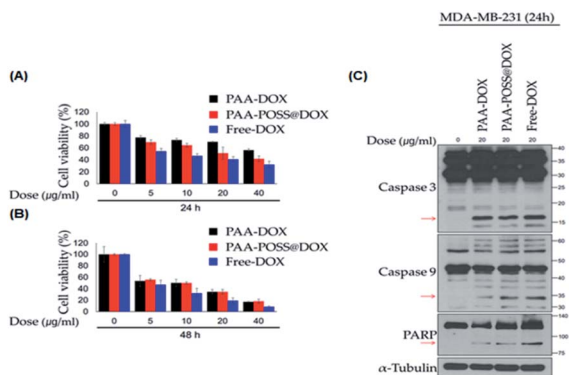 MDA-MB-231 (24h)
(A)
PAA-DOX
PAA-POSS@DOX
Free-DOX
Cell viability (%)
120
100
80
60
40
20
0
Dose (µg/ml)
0 5 10 20 40
24 h
(B)
PAA-DOX
PAA-POSS@DOX
Free-DOX
Cell viability (%)
120
100
80
60
40
20
0
Dose (µg/ml)
0 5 10 20 40
48 h
(C)
PAA-DOX
PAA-POSS@DOX
Free-DOX
Dose (µg/ml) 0 20 20 20
Caspase 3
40
35
25
20
15
Caspase 9
60
50
40
35
30
PARP
140
100
75
α-Tubulin